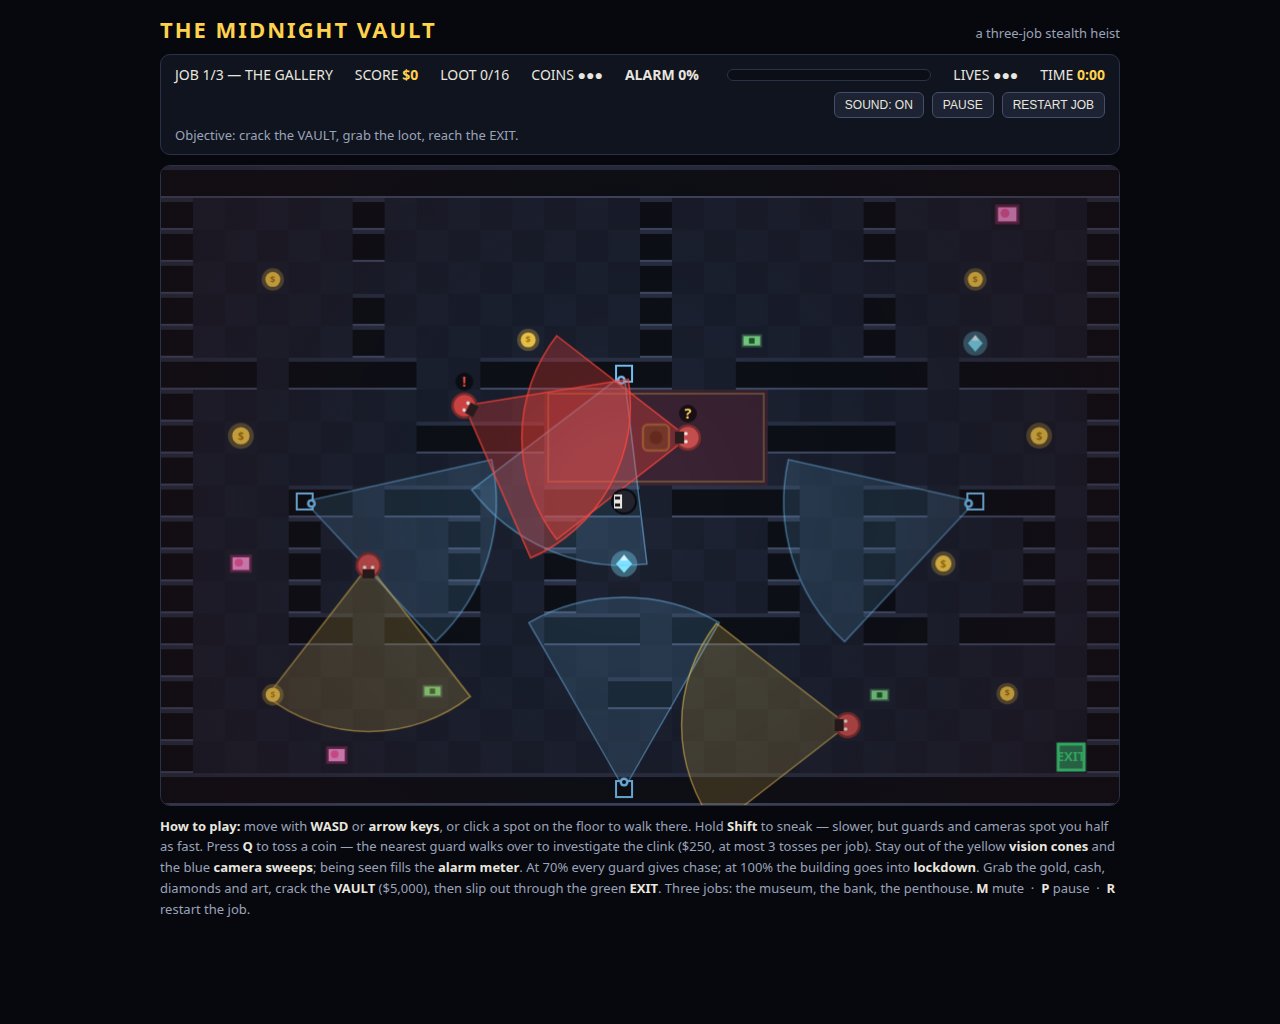 THE MIDNIGHT VAULT
a three-job stealth heist
JOB 1/3 — THE GALLERY SCORE $0 LOOT 0/16 COINS ●●● ALARM 0% LIVES ●●● TIME 0:00
SOUND: ON PAUSE RESTART JOB
Objective: crack the VAULT, grab the loot, reach the EXIT.
$ $
$
!
?
$ $
$
$ $
EXIT
How to play: move with WASD or arrow keys, or click a spot on the floor to walk there. Hold Shift to sneak — slower, but guards and cameras spot you half
as fast. Press Q to toss a coin — the nearest guard walks over to investigate the clink ($250, at most 3 tosses per job). Stay out of the yellow vision cones and
the blue camera sweeps; being seen fills the alarm meter. At 70% every guard gives chase; at 100% the building goes into lockdown. Grab the gold, cash,
diamonds and art, crack the VAULT ($5,000), then slip out through the green EXIT. Three jobs: the museum, the bank, the penthouse. M mute · P pause · R
restart the job.